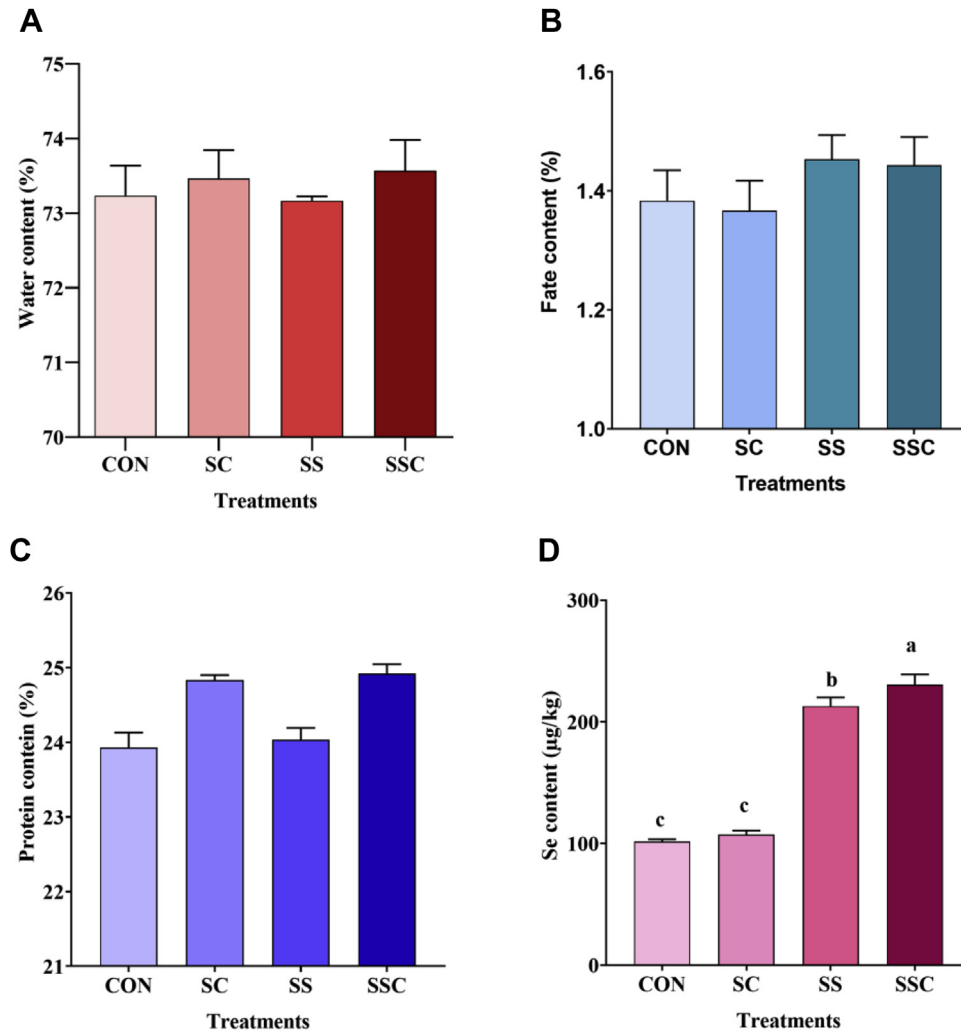 A
Water content (%)
75
74
73
72
71
70
CON SC SS SSC
Treatments
B
Fate content (%)
1.6
1.4
1.2
1.0
CON SC SS SSC
Treatments
C
Protein contein (%)
26
25
24
23
22
21
CON SC SS SSC
Treatments
D
Se content (µg/kg)
300
200
100
0
c c b a
CON SC SS SSC
Treatments